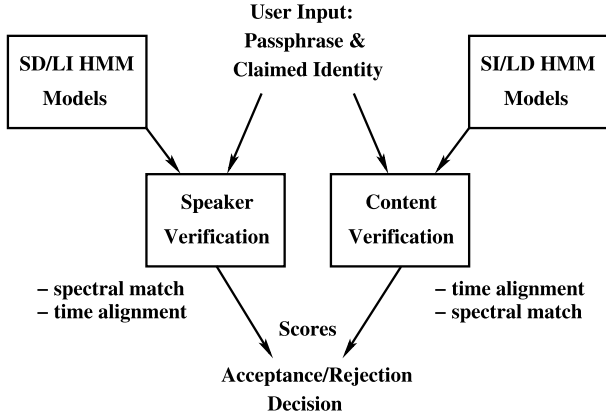 User Input:
Passphrase &
Claimed Identity
SD/LI HMM
Models
SI/LD HMM
Models
Speaker
Verification
Content
Verification
– spectral match
– time alignment
– time alignment
– spectral match
Scores
Acceptance/Rejection
Decision